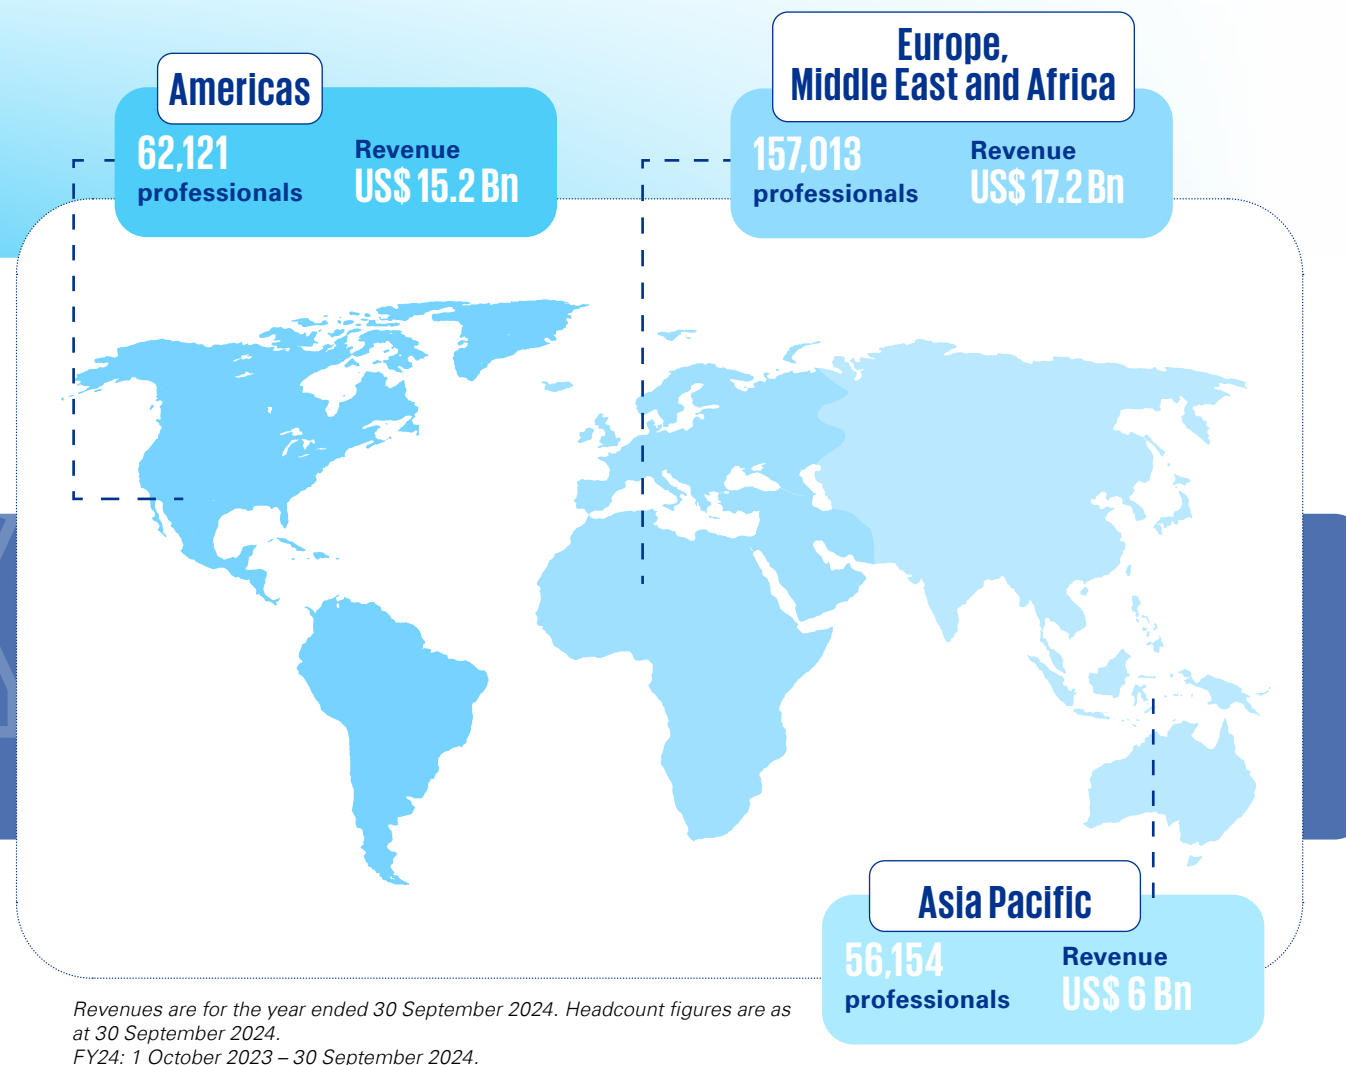 Americas
62,121
professionals
Revenue
US$ 15.2 Bn
Europe,
Middle East and Africa
157,013
professionals
Revenue
US$ 17.2 Bn
Asia Pacific
56,154
professionals
Revenue
US$ 6 Bn
Revenues are for the year ended 30 September 2024. Headcount figures are as
at 30 September 2024.
FY24: 1 October 2023 – 30 September 2024.